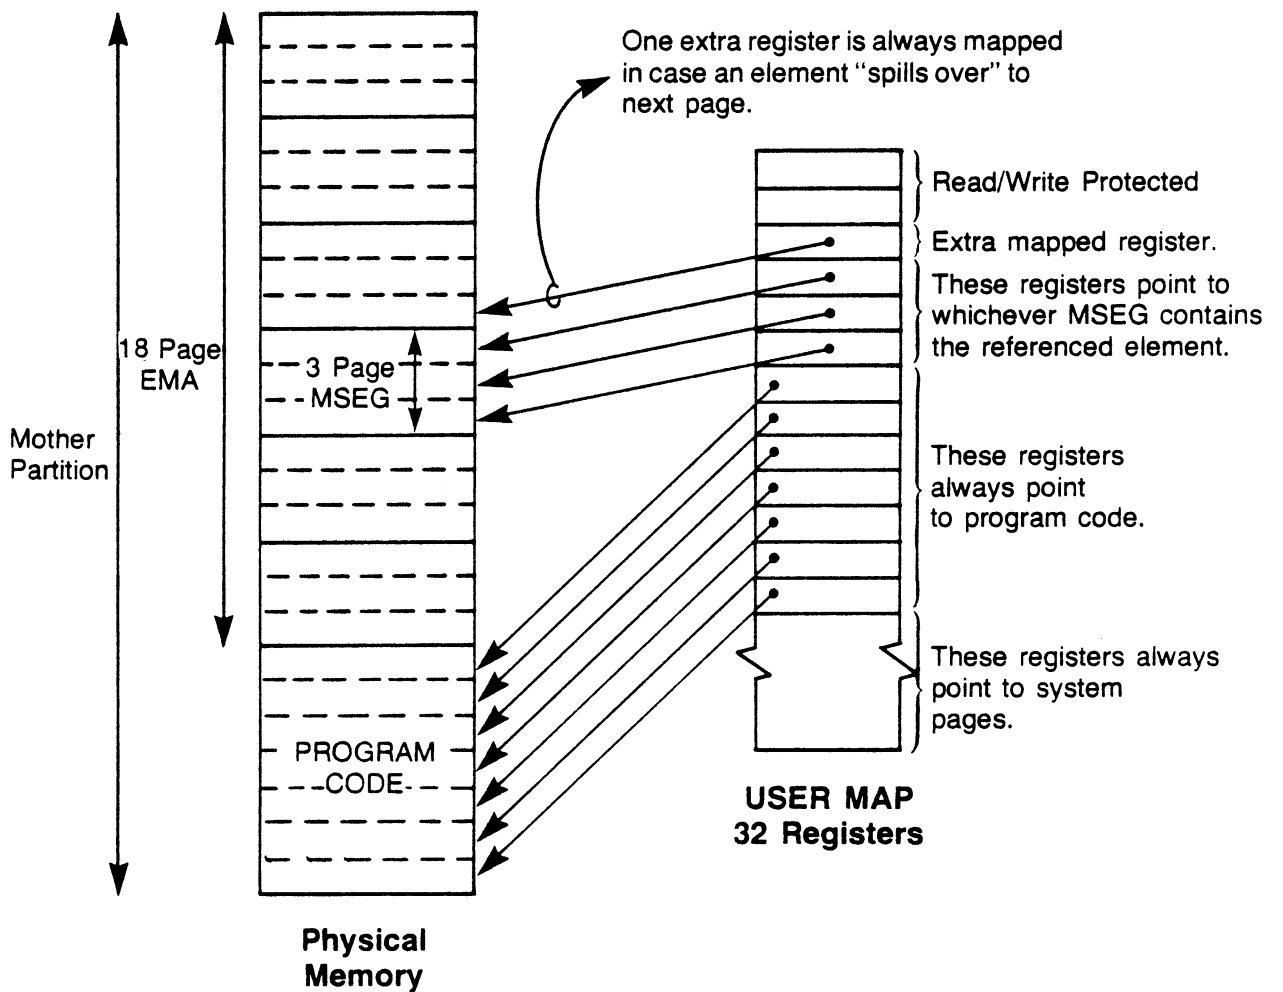 One extra register is always mapped
in case an element "spills over" to
next page.
Read/Write Protected
Extra mapped register.
These registers point to
whichever MSEG contains
the referenced element.
18 Page
EMA
3 Page
MSEG
Mother
Partition
These registers
always point
to program code.
These registers always
point to system
pages.
PROGRAM
CODE
USER MAP
32 Registers
Physical
Memory